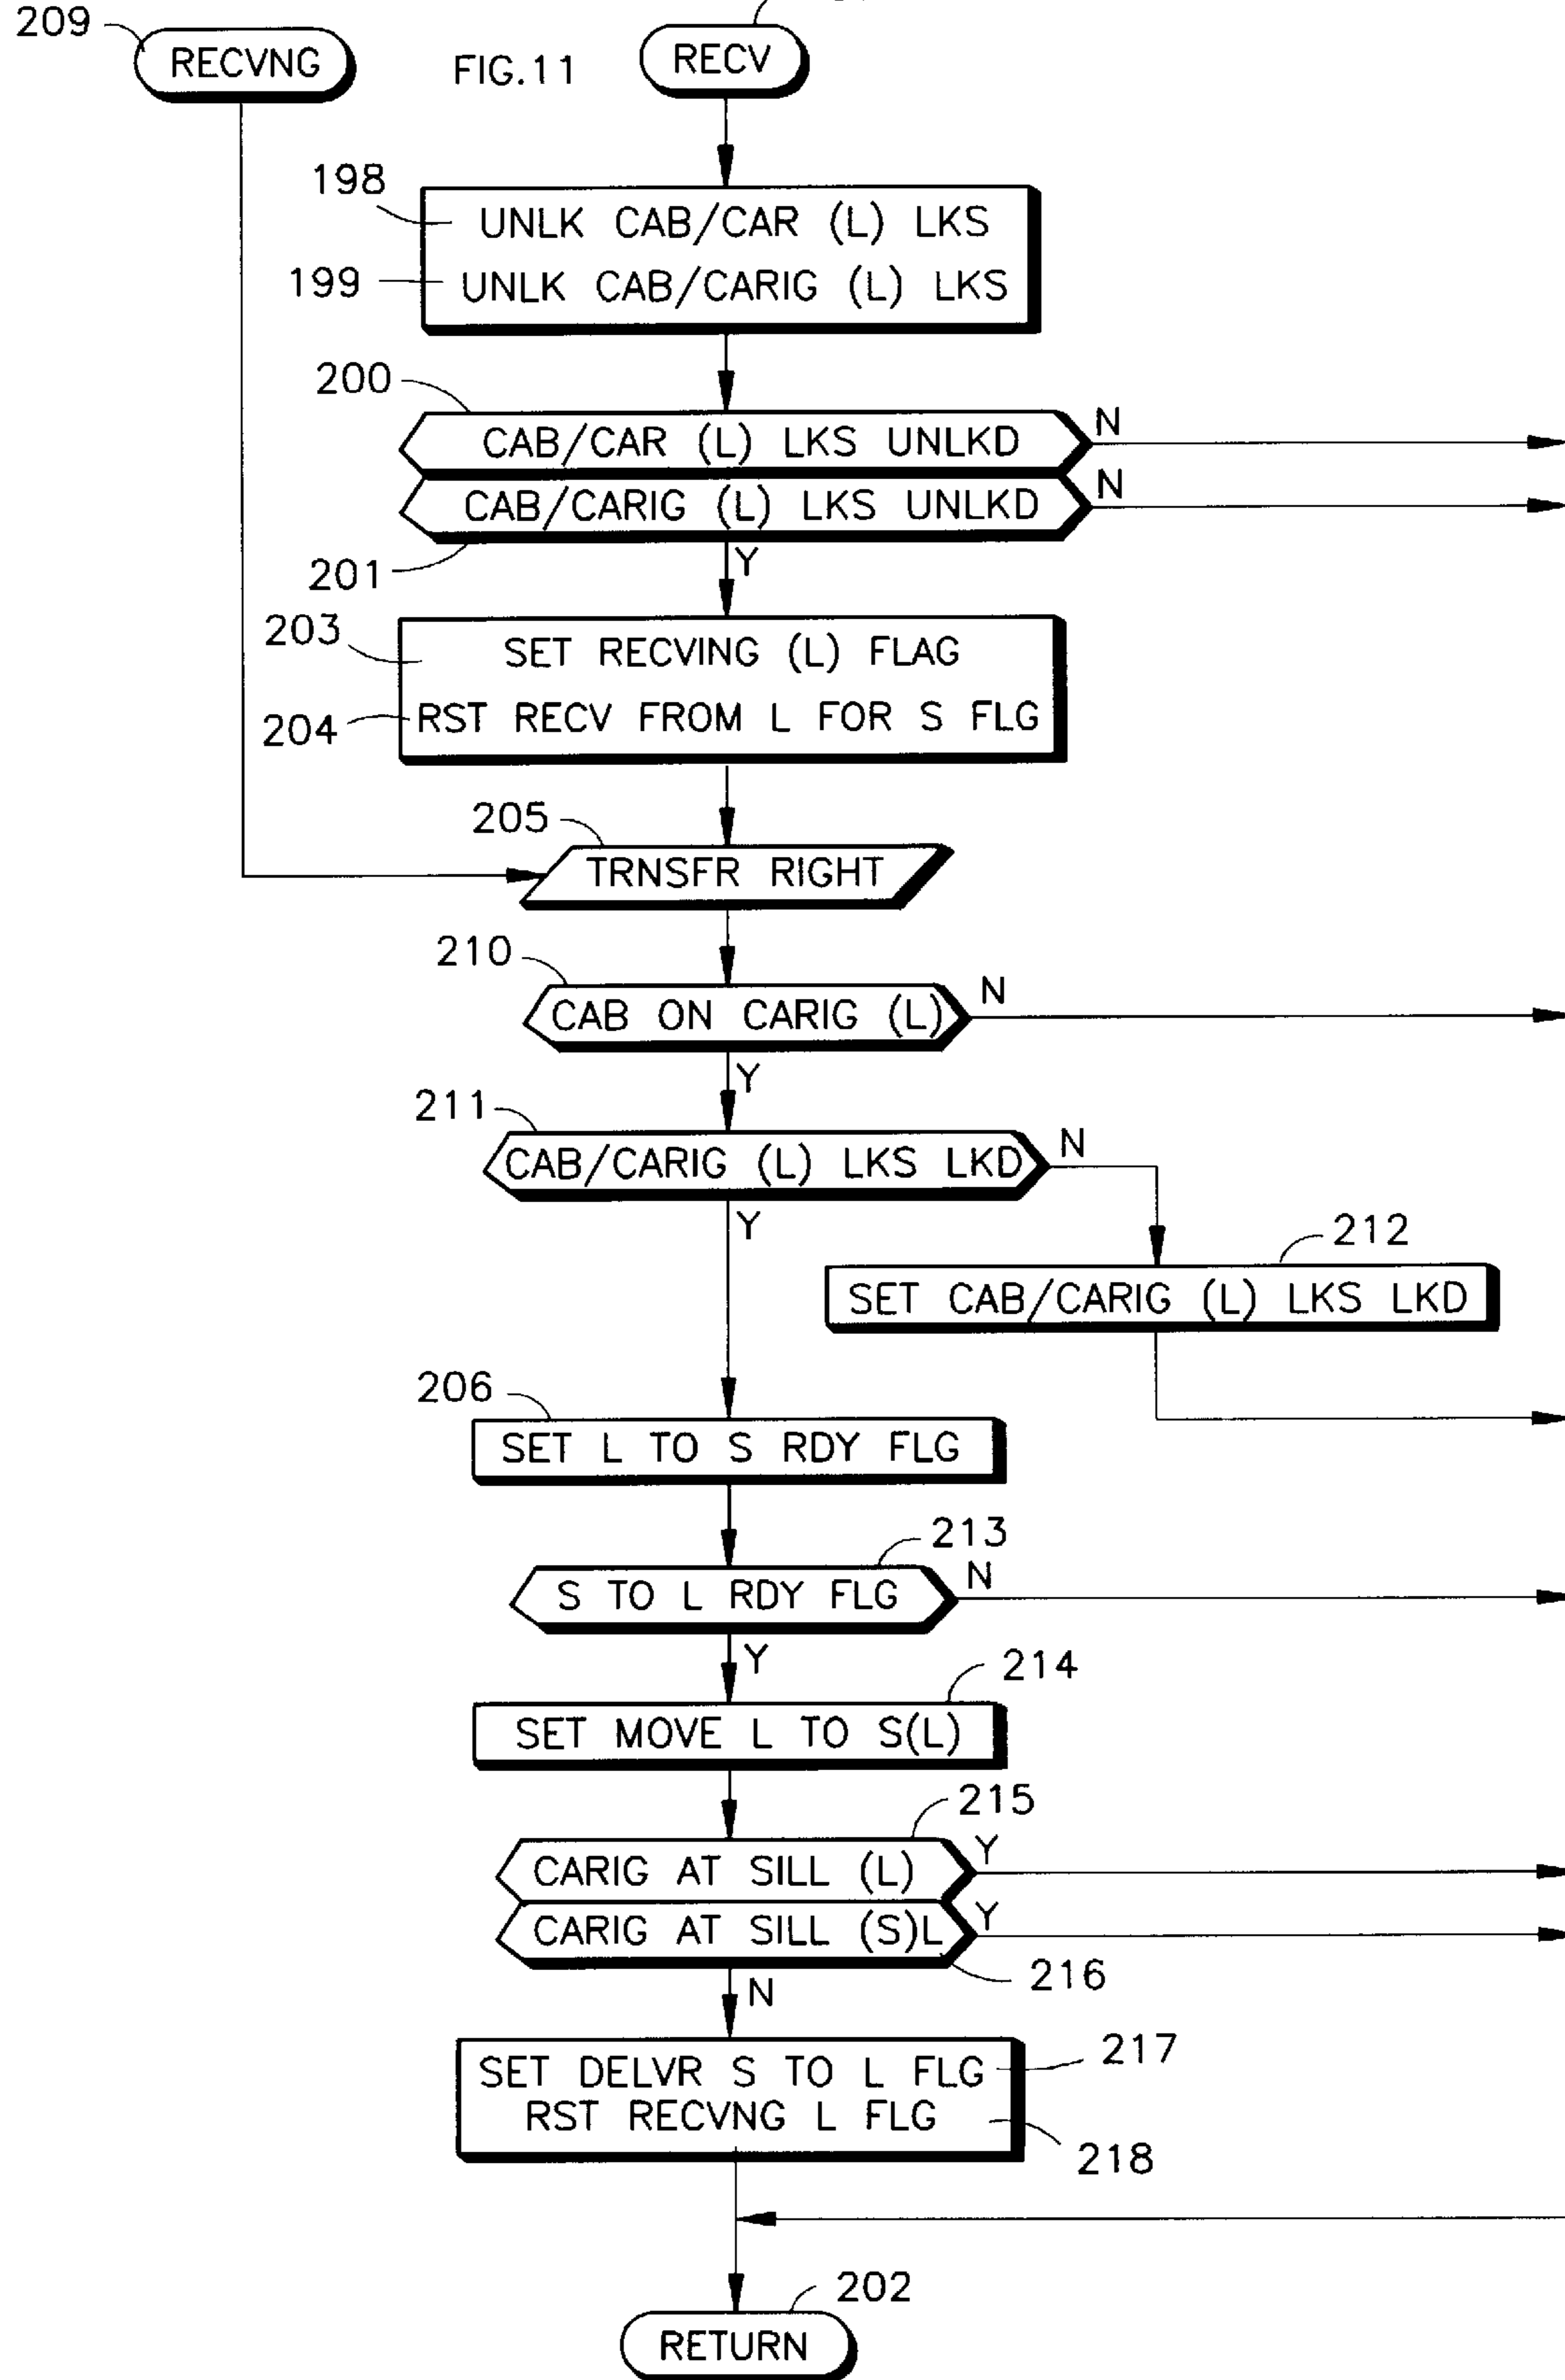 209
RECVNG
FIG.11
RECV
198
UNLK CAB/CAR (L) LKS
199
UNLK CAB/CARIG (L) LKS
200
CAB/CAR (L) LKS UNLKD
N
CAB/CARIG (L) LKS UNLKD
N
201
Y
203
SET RECVING (L) FLAG
204
RST RECV FROM L FOR S FLG
205
TRNSFR RIGHT
210
CAB ON CARIG (L)
N
Y
211
CAB/CARIG (L) LKS LKD
N
Y
212
SET CAB/CARIG (L) LKS LKD
206
SET L TO S RDY FLG
213
S TO L RDY FLG
N
Y
214
SET MOVE L TO S(L)
215
CARIG AT SILL (L)
Y
CARIG AT SILL (S)L
Y
216
N
SET DELVR S TO L FLG
217
RST RECVNG L FLG
218
202
RETURN